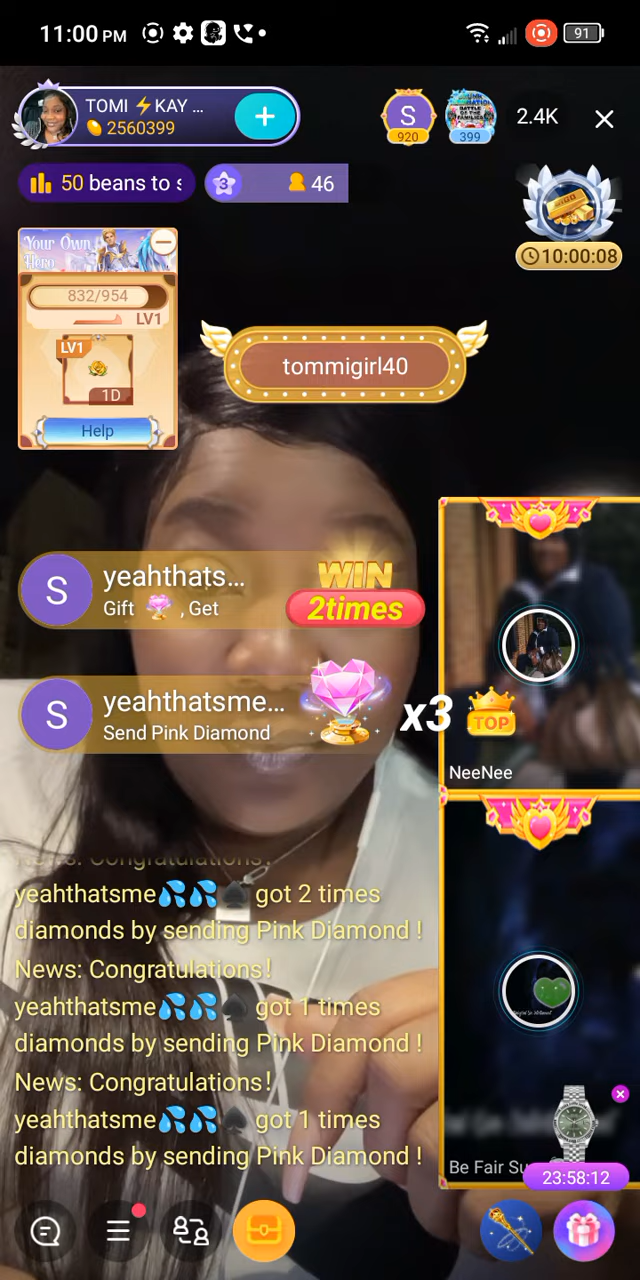 11:00 PM
91
TOMI ⚡KAY ...
2560399
S
920
399
2.4K
50 beans to s
3
46
10:00:08
Your Own
Hero
832/954
LV1
LV1
1D
Help
tommigirl40
S
yeahthats...
Gift , Get
WIN
2times
S
yeahthatsme...
Send Pink Diamond
x3
TOP
NeeNee
News: Congratulations!
yeahthatsme💦💦♠ got 2 times
diamonds by sending Pink Diamond !
News: Congratulations!
yeahthatsme💦💦♠ got 1 times
diamonds by sending Pink Diamond !
News: Congratulations!
yeahthatsme💦💦♠ got 1 times
diamonds by sending Pink Diamond !
Be Fair Su
23:58:12